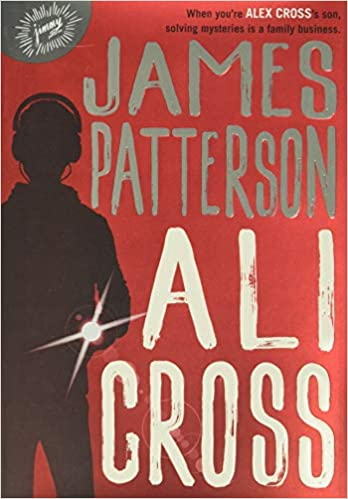 jimmy
When you're ALEX CROSS's son,
solving mysteries is a family business.
JAMES
PATTERSON
ALI
CROSS